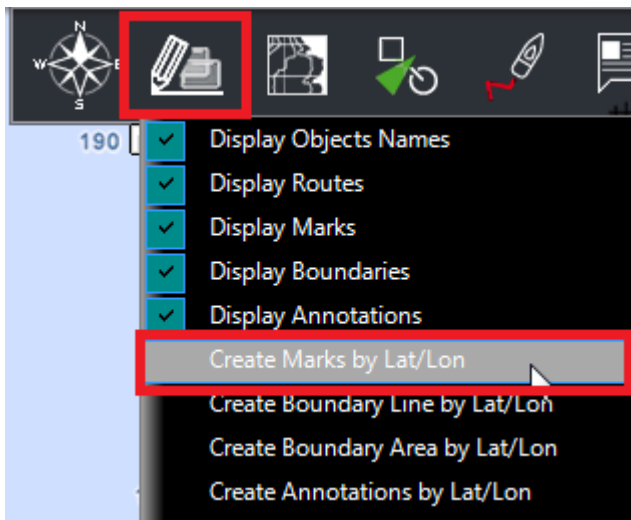 N
W E
S
190
Display Objects Names
Display Routes
Display Marks
Display Boundaries
Display Annotations
Create Marks by Lat/Lon
Create Boundary Line by Lat/Lon
Create Boundary Area by Lat/Lon
Create Annotations by Lat/Lon